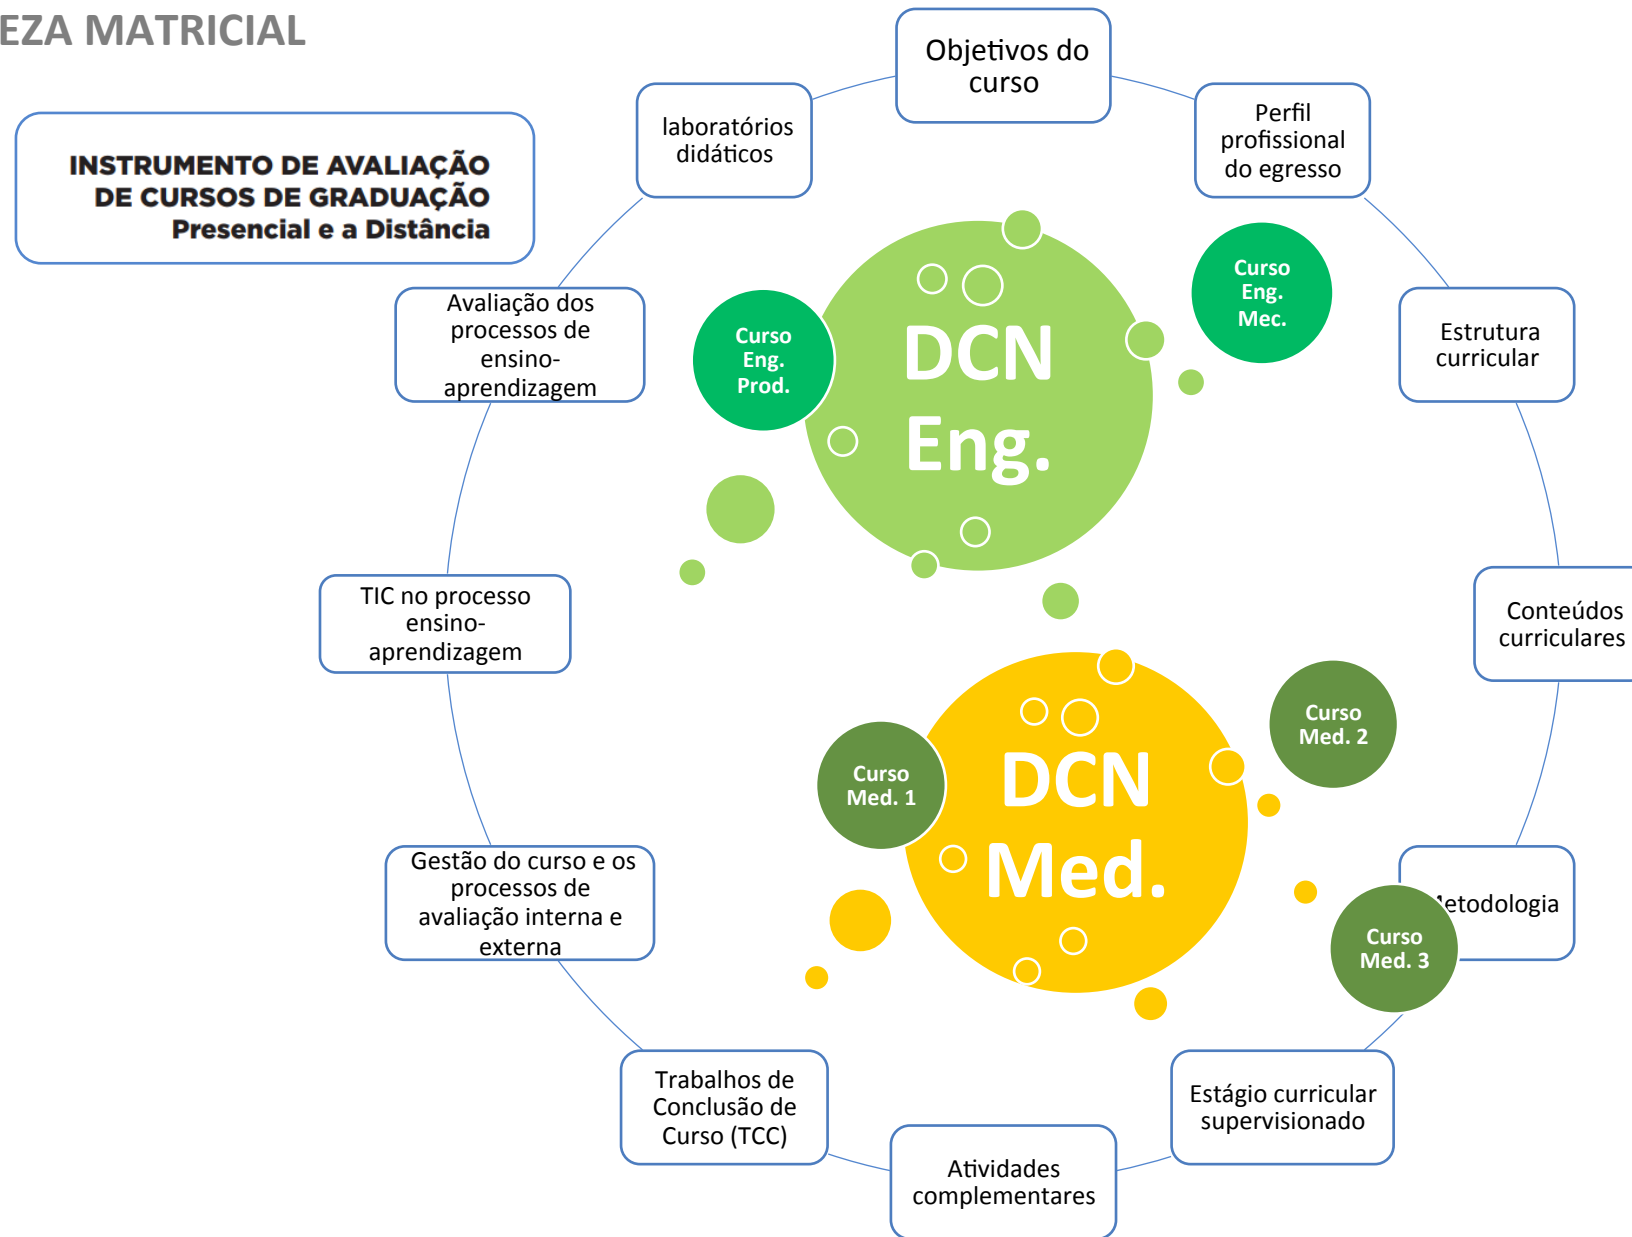 EZA MATRICIAL
INSTRUMENTO DE AVALIAÇÃO
DE CURSOS DE GRADUAÇÃO
Presencial e a Distância
Objetivos do
curso
Perfil
profissional
do egresso
Estrutura
curricular
Conteúdos
curriculares
etodologia
Estágio curricular
supervisionado
Atividades
complementares
Trabalhos de
Conclusão de
Curso (TCC)
Gestão do curso e os
processos de
avaliação interna e
externa
TIC no processo
ensino-
aprendizagem
Avaliação dos
processos de
ensino-
aprendizagem
laboratórios
didáticos
Curso
Eng.
Prod.
DCN
Eng.
Curso
Eng.
Mec.
Curso
Med. 1
DCN
Med.
Curso
Med. 2
Curso
Med. 3